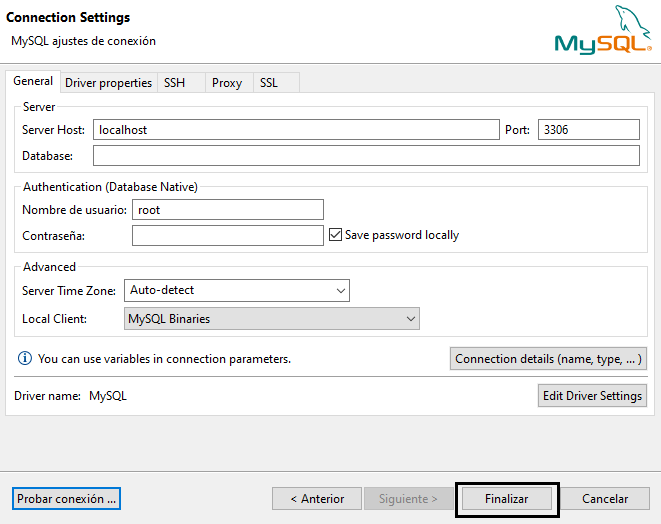 Connection Settings
MySQL ajustes de conexión
MySQL®
General Driver properties SSH Proxy SSL
Server
Server Host: localhost Port: 3306
Database:
Authentication (Database Native)
Nombre de usuario: root
Contraseña: Save password locally
Advanced
Server Time Zone: Auto-detect
Local Client: MySQL Binaries
You can use variables in connection parameters. Connection details (name, type, ... )
Driver name: MySQL Edit Driver Settings
Probar conexión ... < Anterior Siguiente > Finalizar Cancelar